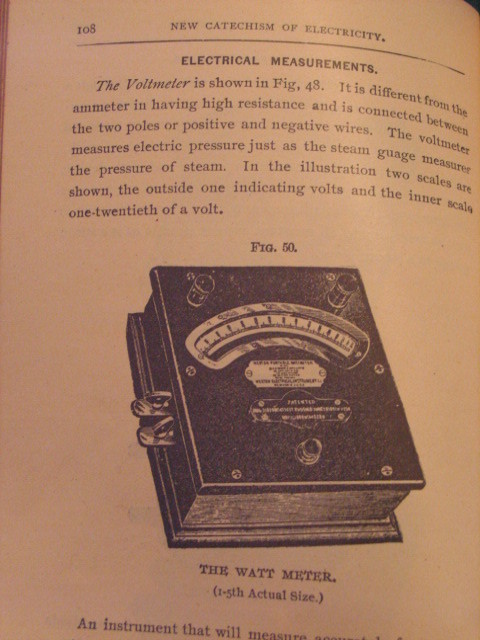 108 NEW CATECHISM OF ELECTRICITY.
ELECTRICAL MEASUREMENTS.
The Voltmeter is shown in Fig, 48. It is different from the
ammeter in having high resistance and is connected between
the two poles or positive and negative wires. The voltmeter
measures electric pressure just as the steam guage measurer
the pressure of steam. In the illustration two scales are
shown, the outside one indicating volts and the inner scale
one-twentieth of a volt.
FIG. 50.
THE WATT METER.
(1-5th Actual Size.)
An instrument that will measure